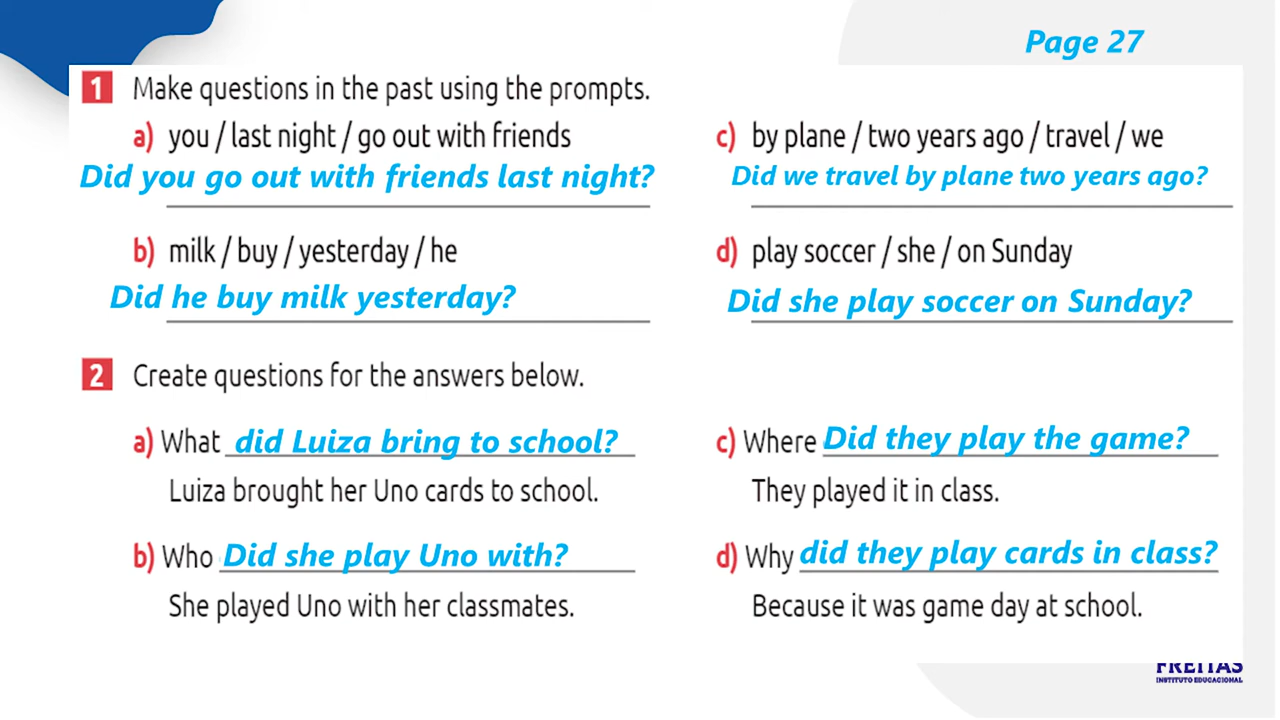 Page 27
1 Make questions in the past using the prompts.
a) you / last night / go out with friends
Did you go out with friends last night?
b) milk / buy / yesterday / he
Did he buy milk yesterday?
c) by plane / two years ago / travel / we
Did we travel by plane two years ago?
d) play soccer / she / on Sunday
Did she play soccer on Sunday?
2 Create questions for the answers below.
a) What did Luiza bring to school?
Luiza brought her Uno cards to school.
b) Who Did she play Uno with?
She played Uno with her classmates.
c) Where Did they play the game?
They played it in class.
d) Why did they play cards in class?
Because it was game day at school.
FREITAS
INSTITUTO EDUCACIONAL